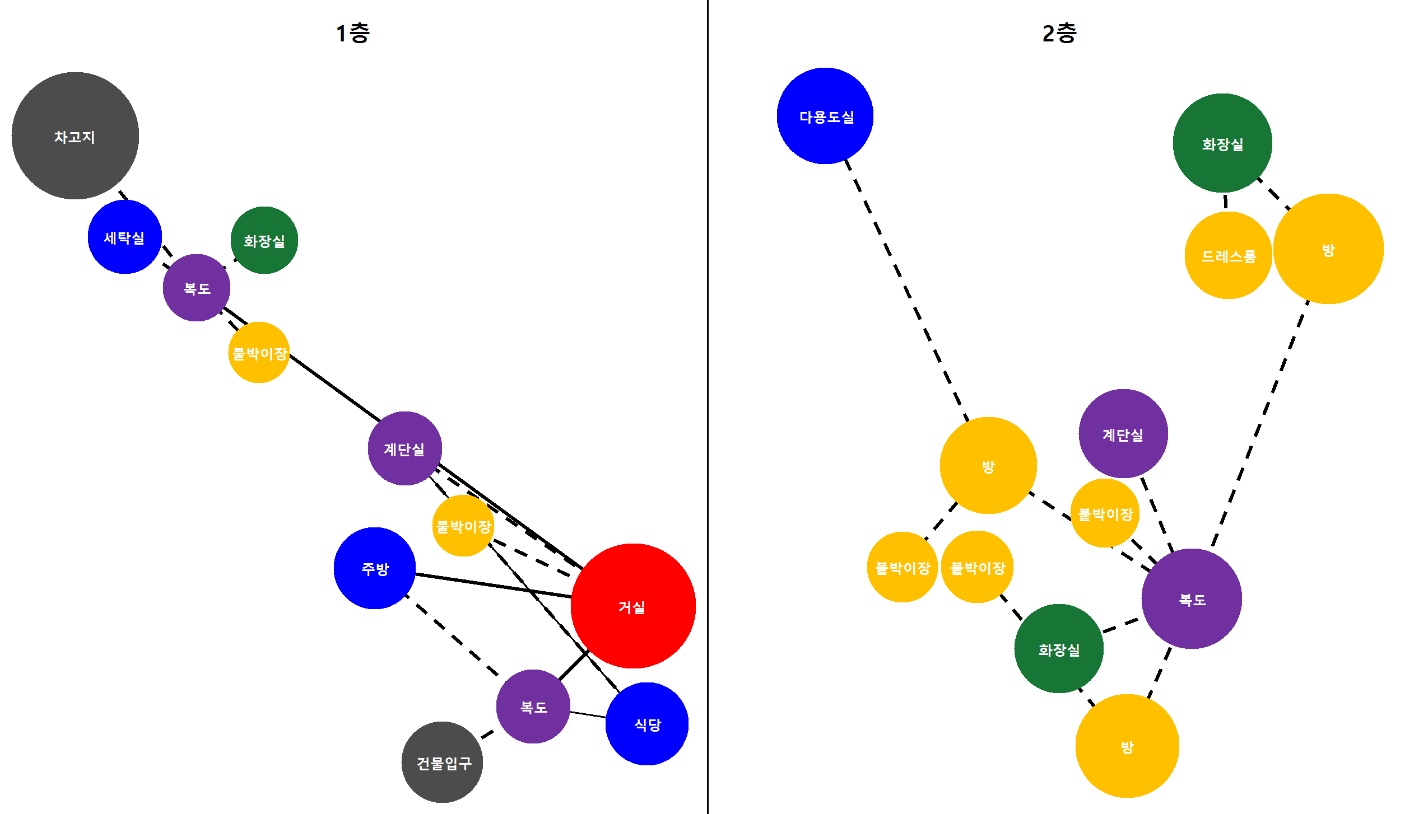 1층
차고지
세탁실
화장실
복도
붙박이장
계단실
붙박이장
주방
거실
복도
식당
건물입구
2층
다용도실
화장실
드레스룸
방
계단실
방
붙박이장
붙박이장
붙박이장
복도
화장실
방